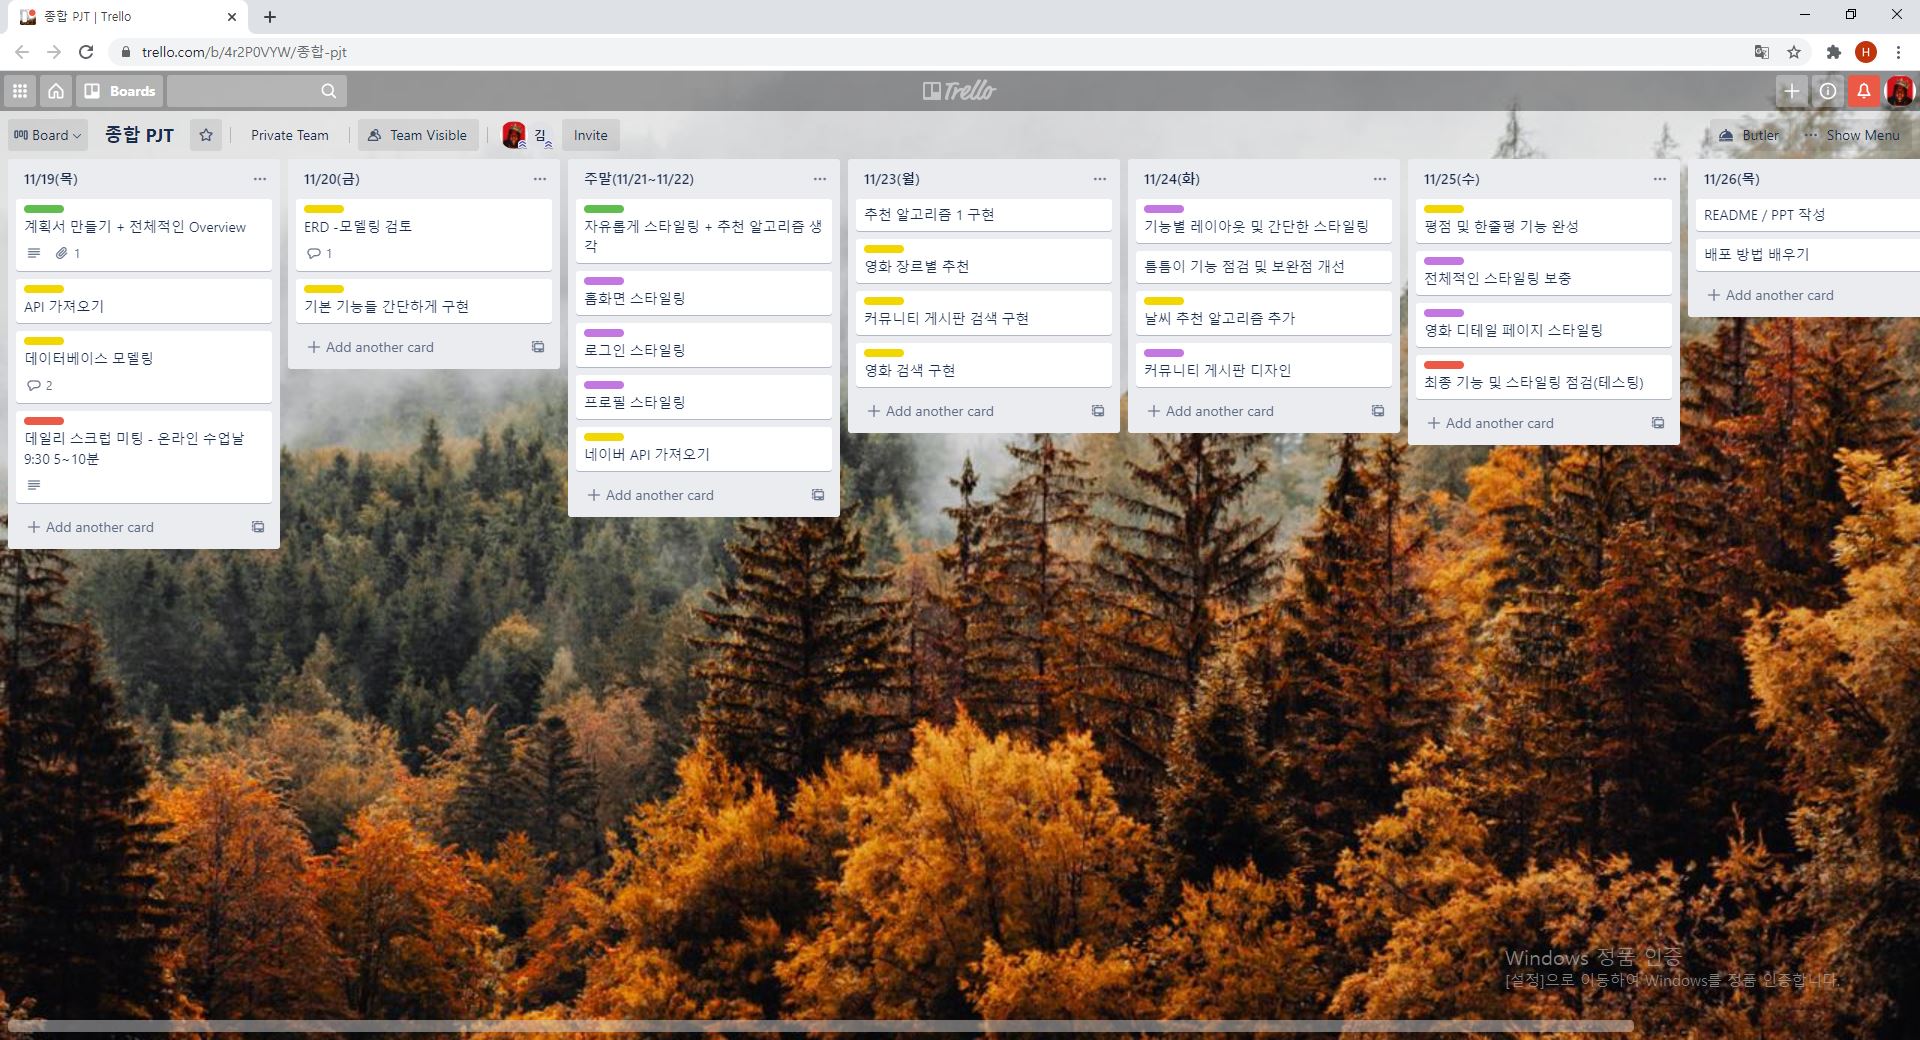 종합 PJT | Trello
trello.com/b/4r2P0VYW/종합-pjt
H
Boards
Trello
Board
종합 PJT
Private Team
Team Visible
김
Invite
Butler
Show Menu
11/19(목)
계획서 만들기 + 전체적인 Overview
1
API 가져오기
데이터베이스 모델링
2
데일리 스크럽 미팅 - 온라인 수업날
9:30 5~10분
Add another card
11/20(금)
ERD -모델링 검토
1
기본 기능들 간단하게 구현
Add another card
주말(11/21~11/22)
자유롭게 스타일링 + 추천 알고리즘 생
각
홈화면 스타일링
로그인 스타일링
프로필 스타일링
네이버 API 가져오기
Add another card
11/23(월)
추천 알고리즘 1 구현
영화 장르별 추천
커뮤니티 게시판 검색 구현
영화 검색 구현
Add another card
11/24(화)
기능별 레이아웃 및 간단한 스타일링
틈틈이 기능 점검 및 보완점 개선
날씨 추천 알고리즘 추가
커뮤니티 게시판 디자인
Add another card
11/25(수)
평점 및 한줄평 기능 완성
전체적인 스타일링 보충
영화 디테일 페이지 스타일링
최종 기능 및 스타일링 점검(테스팅)
Add another card
11/26(목)
README / PPT 작성
배포 방법 배우기
Add another card
Windows 정품 인증
[설정]으로 이동하여 Windows를 정품 인증합니다.